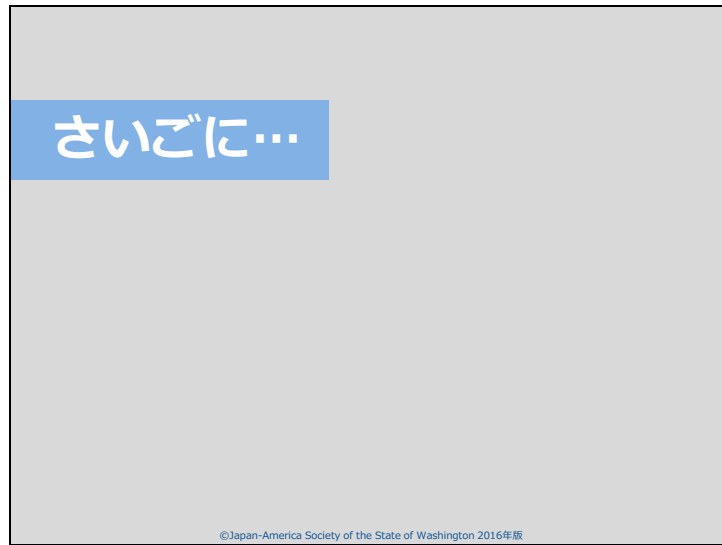 さいごに…
©Japan-America Society of the State of Washington 2016年版